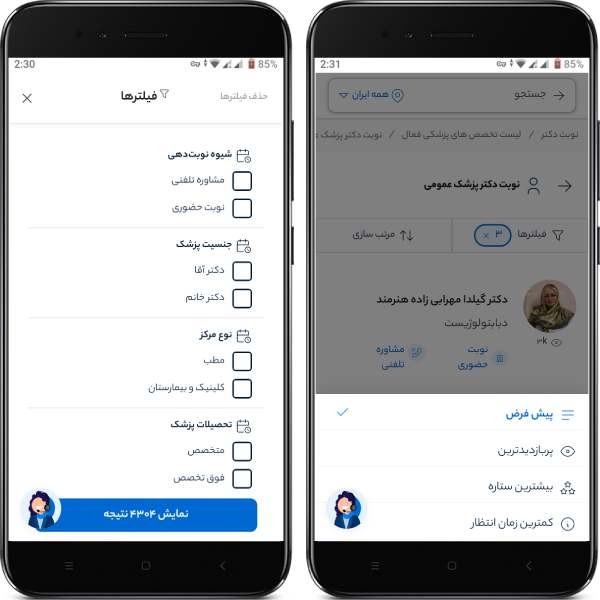 2:30
85%
فیلترها
حذف فیلترها
شیوه نوبت‌دهی
مشاوره تلفنی
نوبت حضوری
جنسیت پزشک
دکتر آقا
دکتر خانم
نوع مرکز
مطب
کلینیک و بیمارستان
تحصیلات پزشک
متخصص
فوق تخصص
نمایش ۴۳۰۴ نتیجه
2:31
85%
جستجو
همه ایران
نوبت دکتر / لیست تخصص های پزشکی فعال / نوبت دکتر پزشک
نوبت دکتر پزشک عمومی
فیلترها ۳ ×
مرتب سازی
دکتر گیلدا مهرابی زاده هنرمند
دیابتولوژیست
۳k
نوبت حضوری
مشاوره تلفنی
پیش فرض
پربازدیدترین
بیشترین ستاره
کمترین زمان انتظار